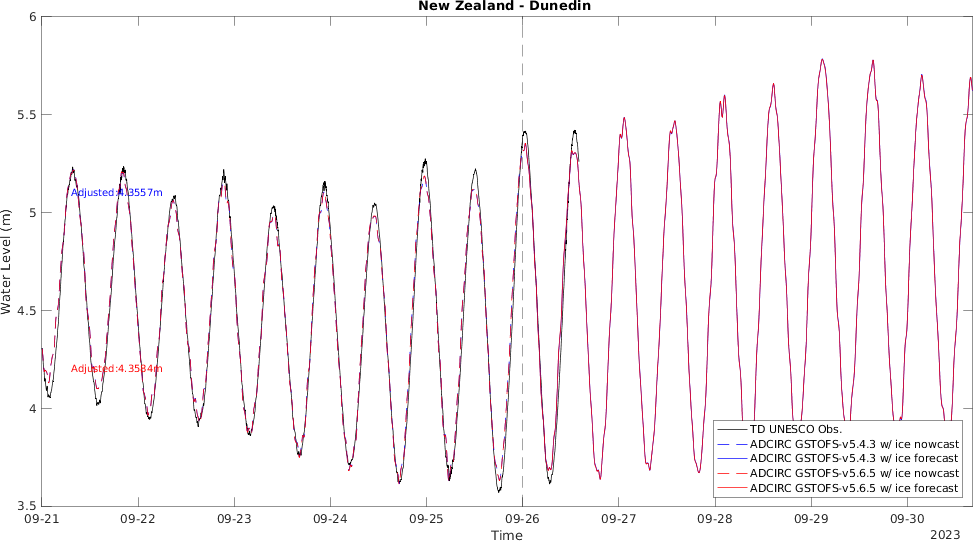 New Zealand - Dunedin
6
5.5
5
4.5
4
3.5
Water Level (m)
Adjusted:4.3557m
Adjusted:4.3534m
TD UNESCO Obs.
ADCIRC GSTOFS-v5.4.3 w/ ice nowcast
ADCIRC GSTOFS-v5.4.3 w/ ice forecast
ADCIRC GSTOFS-v5.6.5 w/ ice nowcast
ADCIRC GSTOFS-v5.6.5 w/ ice forecast
09-21 09-22 09-23 09-24 09-25 09-26 09-27 09-28 09-29 09-30
Time
2023